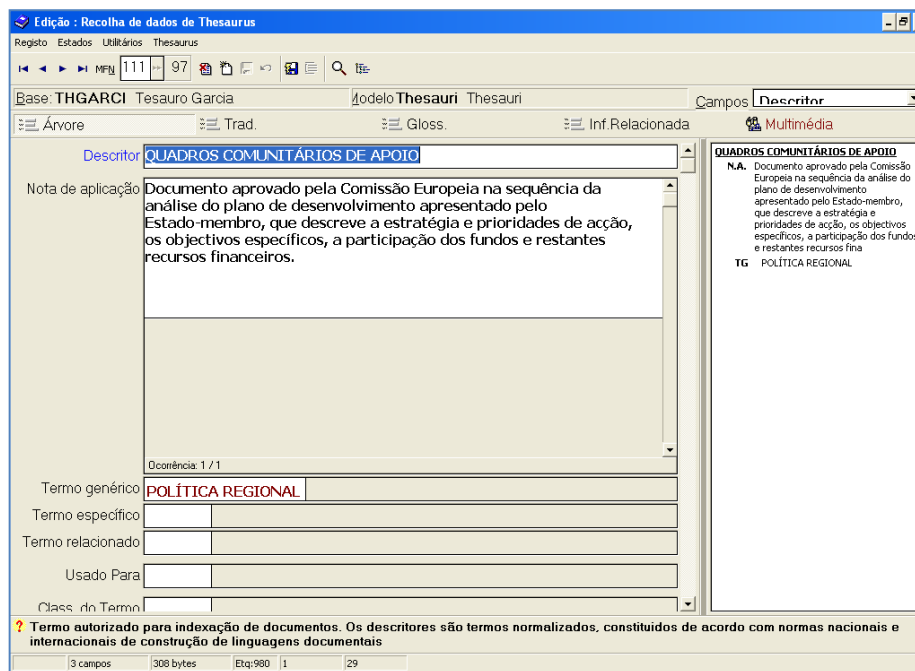 Edição : Recolha de dados de Thesaurus
Registo Estados Utilitários Thesaurus
MFN 111 97
Base: THGARCI Tesauro Garcia Modelo Thesauri Thesauri Campos Descritor
Árvore Trad. Gloss. Inf.Relacionada Multimédia
Descritor QUADROS COMUNITÁRIOS DE APOIO
Nota de aplicação Documento aprovado pela Comissão Europeia na sequência da
análise do plano de desenvolvimento apresentado pelo
Estado-membro, que descreve a estratégia e prioridades de acção,
os objectivos específicos, a participação dos fundos e restantes
recursos financeiros.
Ocorrência: 1 / 1
Termo genérico POLÍTICA REGIONAL
Termo específico
Termo relacionado
Usado Para
Class. do Termo
QUADROS COMUNITÁRIOS DE APOIO
N.A. Documento aprovado pela Comissão
Europeia na sequência da análise do
plano de desenvolvimento
apresentado pelo Estado-membro,
que descreve a estratégia e
prioridades de acção, os objectivos
específicos, a participação dos fundos
e restantes recursos fina
TG POLÍTICA REGIONAL
? Termo autorizado para indexação de documentos. Os descritores são termos normalizados, constituidos de acordo com normas nacionais e
internacionais de construção de linguagens documentais
3 campos 308 bytes Etq:980 1 29